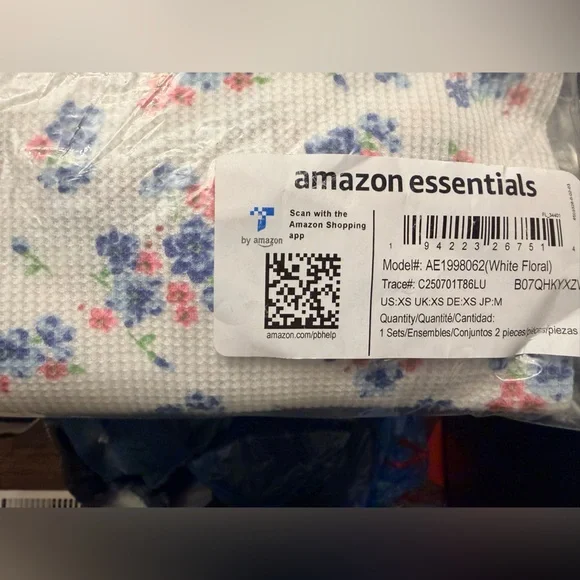 amazon essentials
by amazon
Scan with the
Amazon Shopping
app
amazon.com/pbhelp
1 94223 26751 4
Model#: AE1998062(White Floral)
Trace#: C250701T86LU
US:XS UK:XS DE:XS JP:M
Quantity/Quantité/Cantidad:
1 Sets/Ensembles/Conjuntos 2 pieces